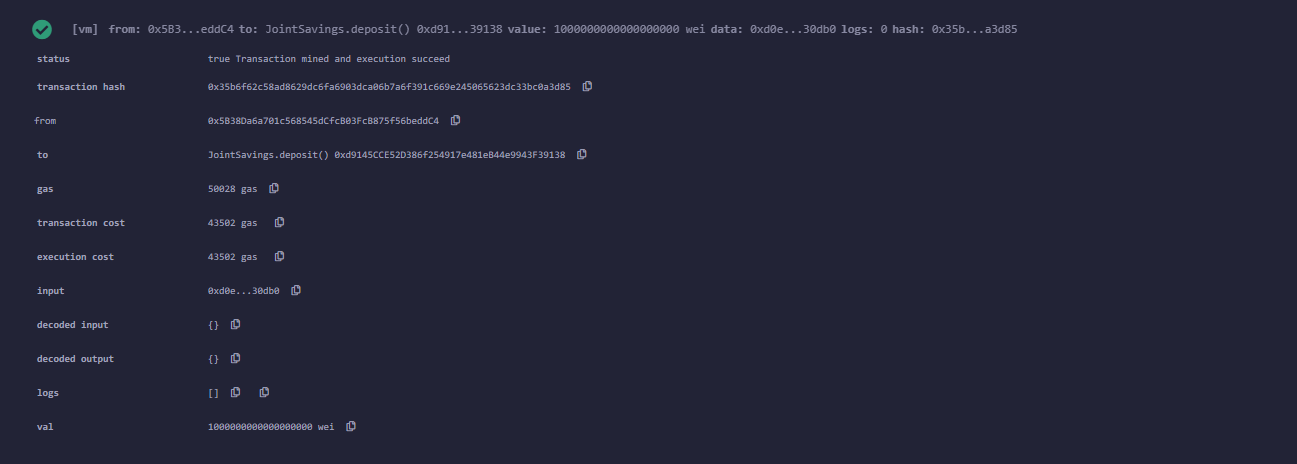 [vm] from: 0x5B3...eddC4 to: JointSavings.deposit() 0xd91...39138 value: 1000000000000000000 wei data: 0xd0e...30db0 logs: 0 hash: 0x35b...a3d85
status true Transaction mined and execution succeed
transaction hash 0x35b6f62c58ad8629dc6fa6903dca06b7a6f391c669e245065623dc33bc0a3d85
from 0x5B38Da6a701c568545dCfcB03FcB875f56beddC4
to JointSavings.deposit() 0xd9145CCE52D386f254917e481eB44e9943F39138
gas 50028 gas
transaction cost 43502 gas
execution cost 43502 gas
input 0xd0e...30db0
decoded input {}
decoded output {}
logs []
val 1000000000000000000 wei